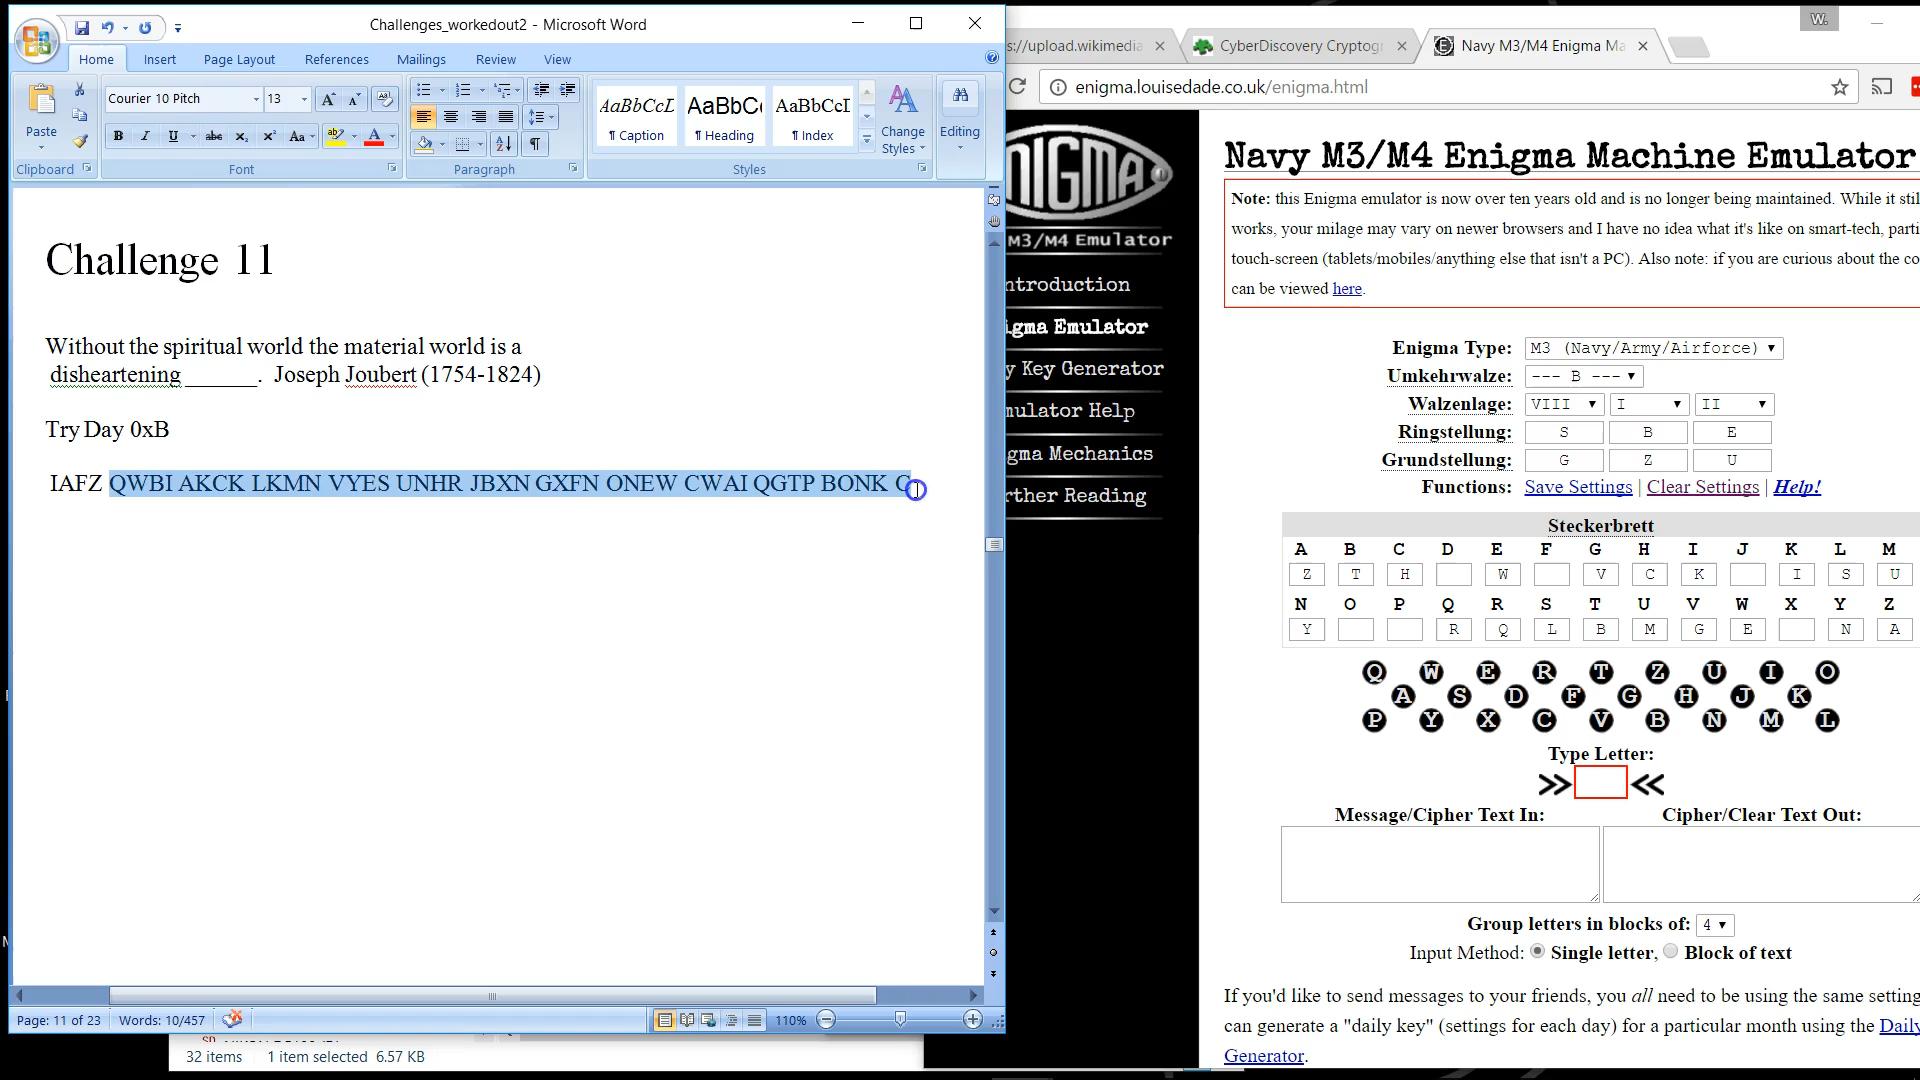 Challenges_workedout2 - Microsoft Word
Home Insert Page Layout References Mailings Review View
Paste
Clipboard
Courier 10 Pitch 13
Font
Paragraph
AaBbCcL AaBbC AaBbCcI
¶ Caption ¶ Heading ¶ Index
Change Styles
Styles
Editing
Challenge 11
Without the spiritual world the material world is a
disheartening ______. Joseph Joubert (1754-1824)
Try Day 0xB
IAFZ QWBI AKCK LKMN VYES UNHR JBXN GXFN ONEW CWAI QGTP BONK C
Page: 11 of 23 Words: 10/457 110%
32 items 1 item selected 6.57 KB
W.
s://upload.wikimedia CyberDiscovery Cryptogr Navy M3/M4 Enigma Ma
enigma.louisedade.co.uk/enigma.html
NIGMA
M3/M4 Emulator
ntroduction
igma Emulator
y Key Generator
mulator Help
gma Mechanics
rther Reading
Navy M3/M4 Enigma Machine Emulator
Note: this Enigma emulator is now over ten years old and is no longer being maintained. While it stil
works, your milage may vary on newer browsers and I have no idea what it's like on smart-tech, parti
touch-screen (tablets/mobiles/anything else that isn't a PC). Also note: if you are curious about the co
can be viewed here.
Enigma Type: M3 (Navy/Army/Airforce)
Umkehrwalze: --- B ---
Walzenlage: VIII I II
Ringstellung: S B E
Grundstellung: G Z U
Functions: Save Settings | Clear Settings | Help!
Steckerbrett
A B C D E F G H I J K L M
Z T H W V C K I S U
N O P Q R S T U V W X Y Z
Y R Q L B M G E N A
Q W E R T Z U I O
A S D F G H J K
P Y X C V B N M L
Type Letter:
>> <<
Message/Cipher Text In: Cipher/Clear Text Out:
Group letters in blocks of: 4
Input Method: Single letter, Block of text
If you'd like to send messages to your friends, you all need to be using the same setting
can generate a "daily key" (settings for each day) for a particular month using the Daily
Generator.